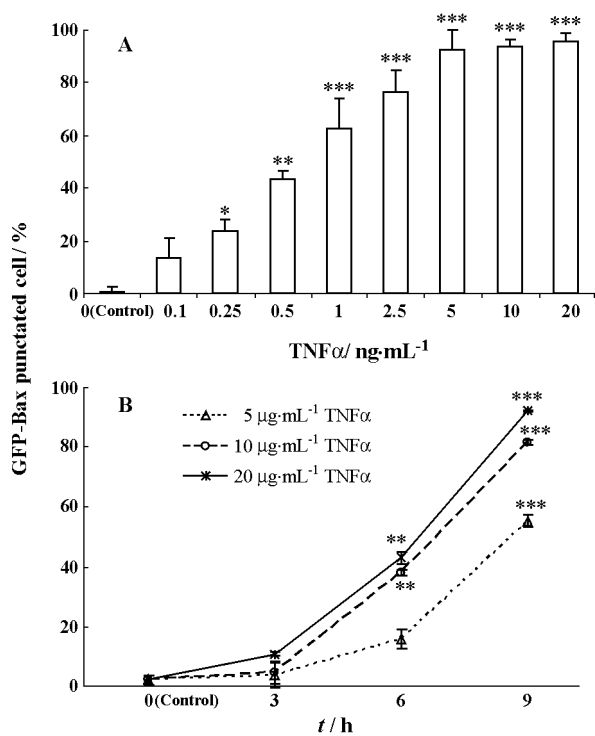 GFP-Bax punctated cell / %
A
100
80
60
40
20
0
*
**
***
***
***
***
***
0(Control) 0.1 0.25 0.5 1 2.5 5 10 20
TNFα/ ng·mL⁻¹
B
100
80
60
40
20
0
5 μg·mL⁻¹ TNFα
10 μg·mL⁻¹ TNFα
20 μg·mL⁻¹ TNFα
***
***
***
**
**
0(Control) 3 6 9
t / h